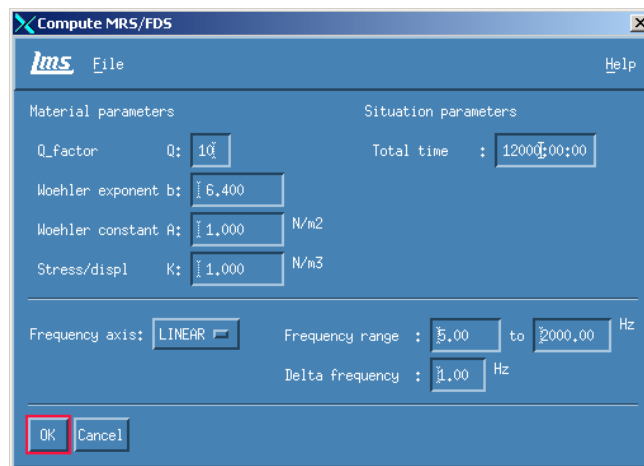 Compute MRS/FDS
lms File Help
Material parameters Situation parameters
Q_factor Q: 10 Total time : 12000:00:00
Woehler exponent b: 6.400
Woehler constant A: 1.000 N/m2
Stress/displ K: 1.000 N/m3
Frequency axis: LINEAR Frequency range : 5.00 to 2000.00 Hz
Delta frequency : 1.00 Hz
OK Cancel